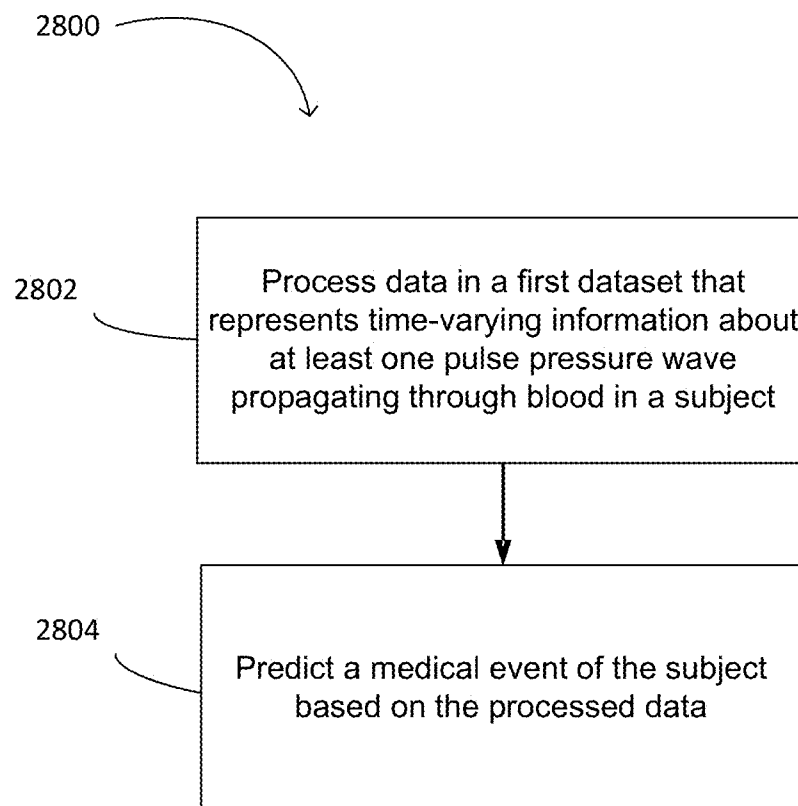 2800
2802
Process data in a first dataset that
represents time-varying information about
at least one pulse pressure wave
propagating through blood in a subject
2804
Predict a medical event of the subject
based on the processed data